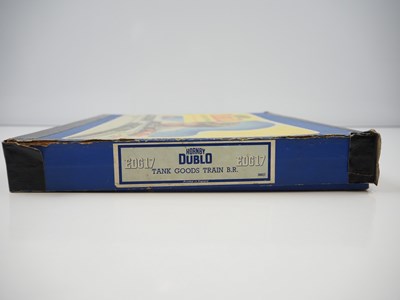 HORNBY
EDG17 DUBLO EDG17
TANK GOODS TRAIN B.R.